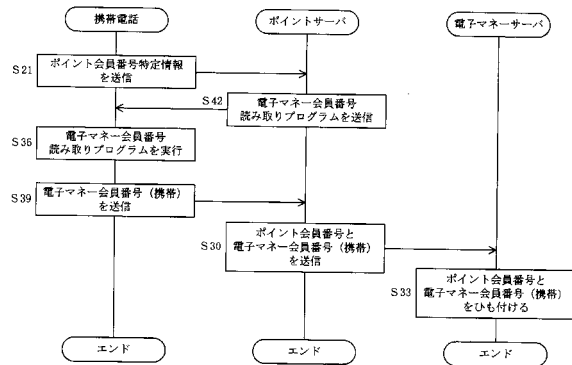 携帯電話
ポイントサーバ
電子マネーサーバ
S21
ポイント会員番号特定情報
を送信
S42
電子マネー会員番号
読み取りプログラムを送信
S36
電子マネー会員番号
読み取りプログラムを実行
S39
電子マネー会員番号（携帯）
を送信
S30
ポイント会員番号と
電子マネー会員番号（携帯）
を送信
S33
ポイント会員番号と
電子マネー会員番号（携帯）
をひも付ける
エンド
エンド
エンド